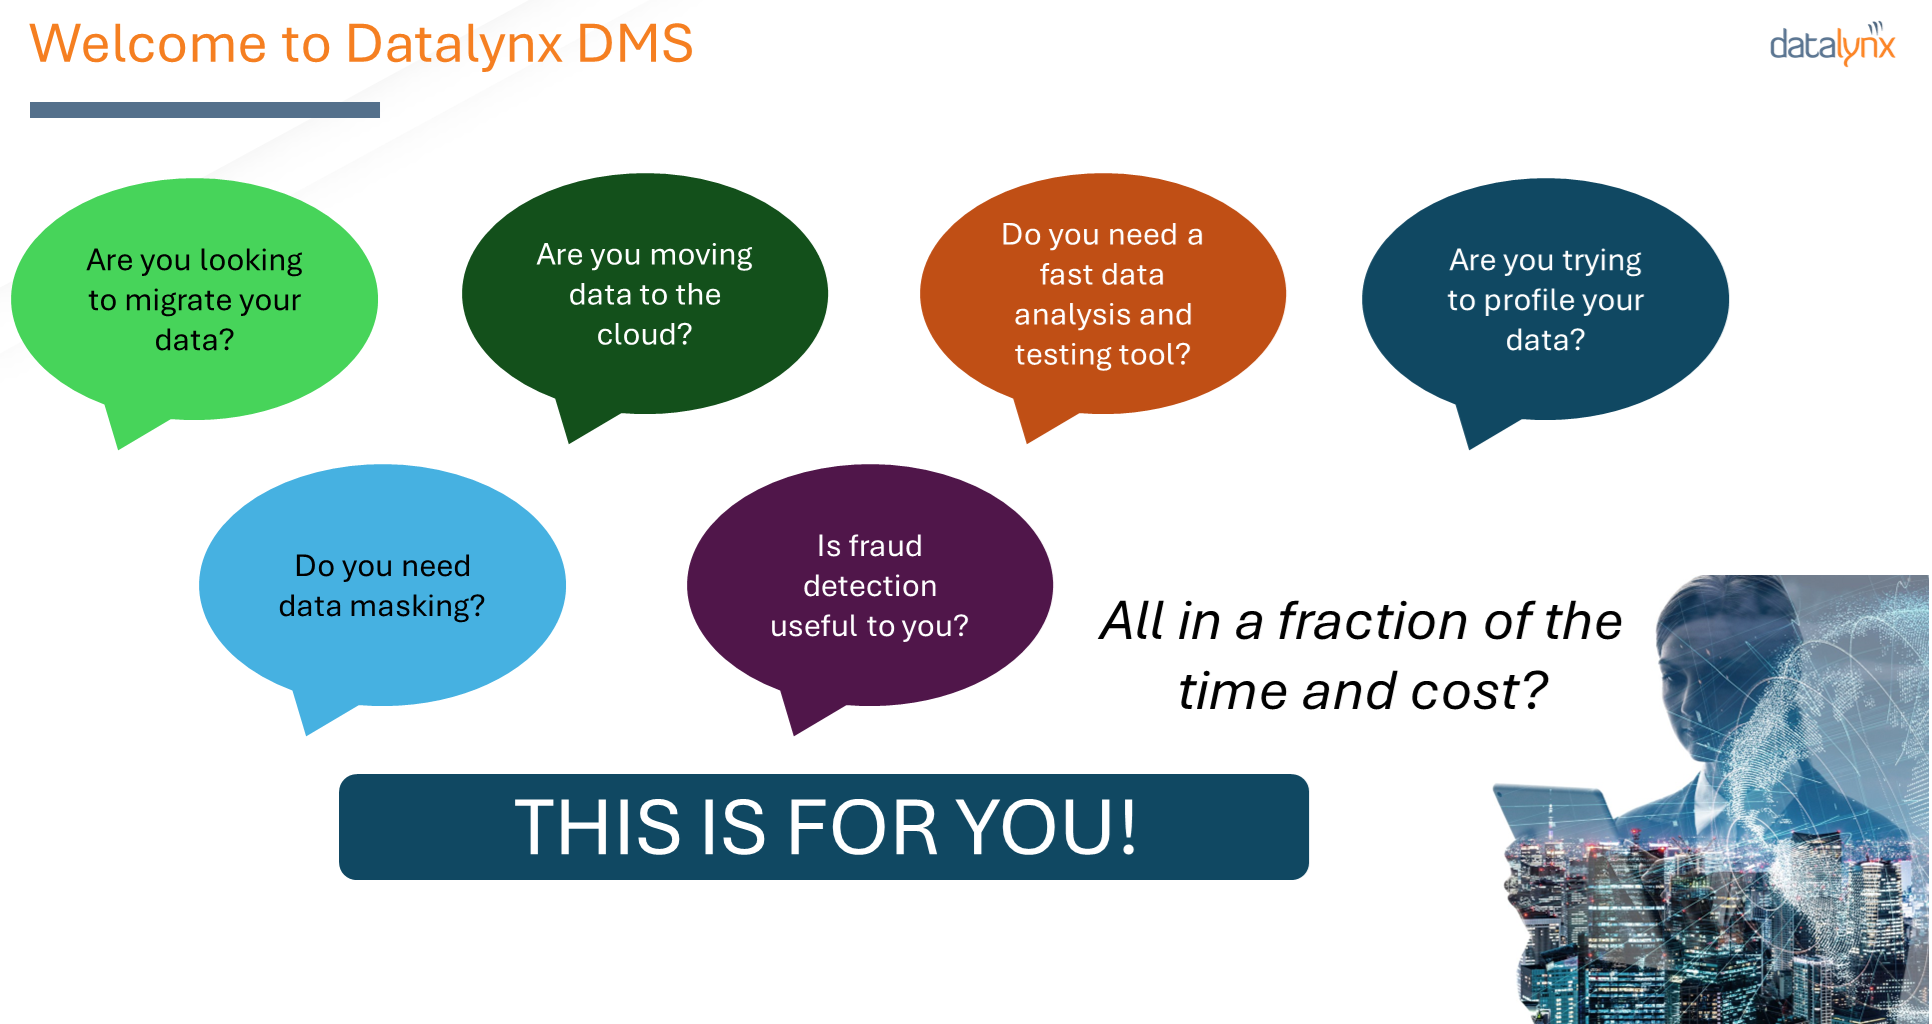 Welcome to Datalynx DMS
datalynx
Are you looking
to migrate your
data?
Are you moving
data to the
cloud?
Do you need a
fast data
analysis and
testing tool?
Are you trying
to profile your
data?
Do you need
data masking?
Is fraud
detection
useful to you?
All in a fraction of the
time and cost?
THIS IS FOR YOU!